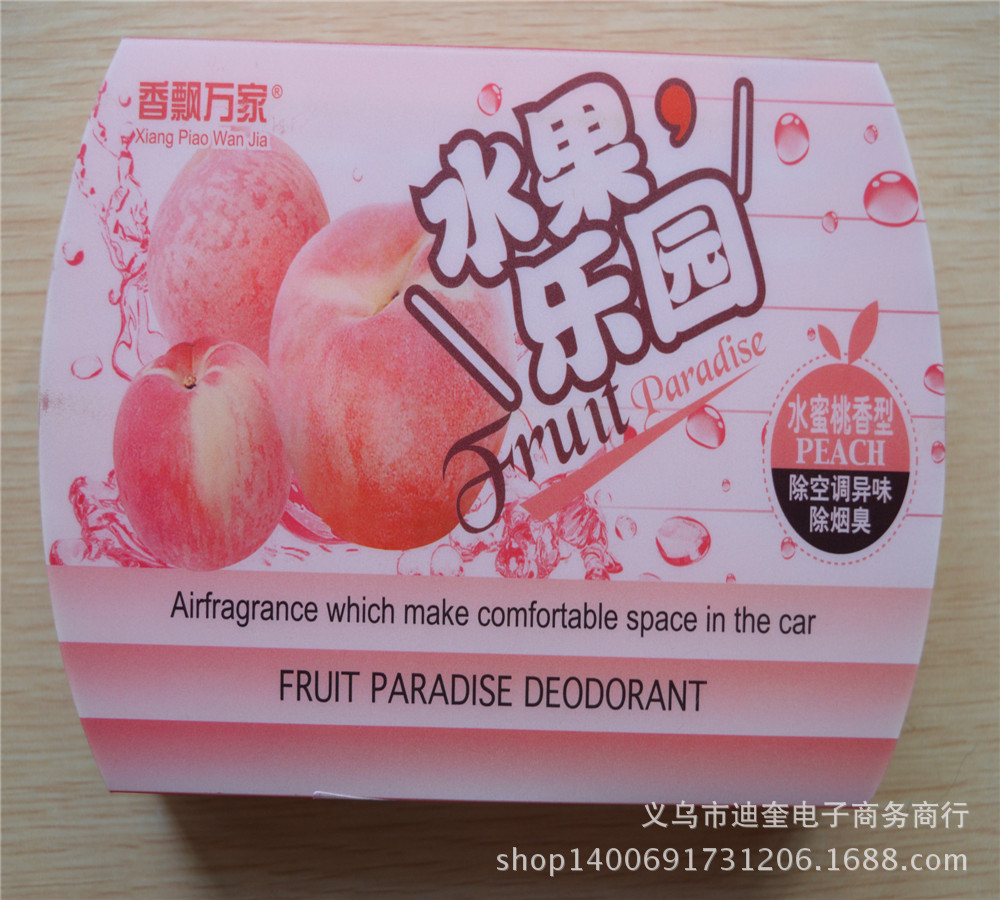 香飘万家®
Xiang Piao Wan Jia
水果
乐园
Fruit Paradise
水蜜桃香型
PEACH
除空调异味
除烟臭
Airfragrance which make comfortable space in the car
FRUIT PARADISE DEODORANT
义乌市迪奎电子商务商行
shop1400691731206.1688.com